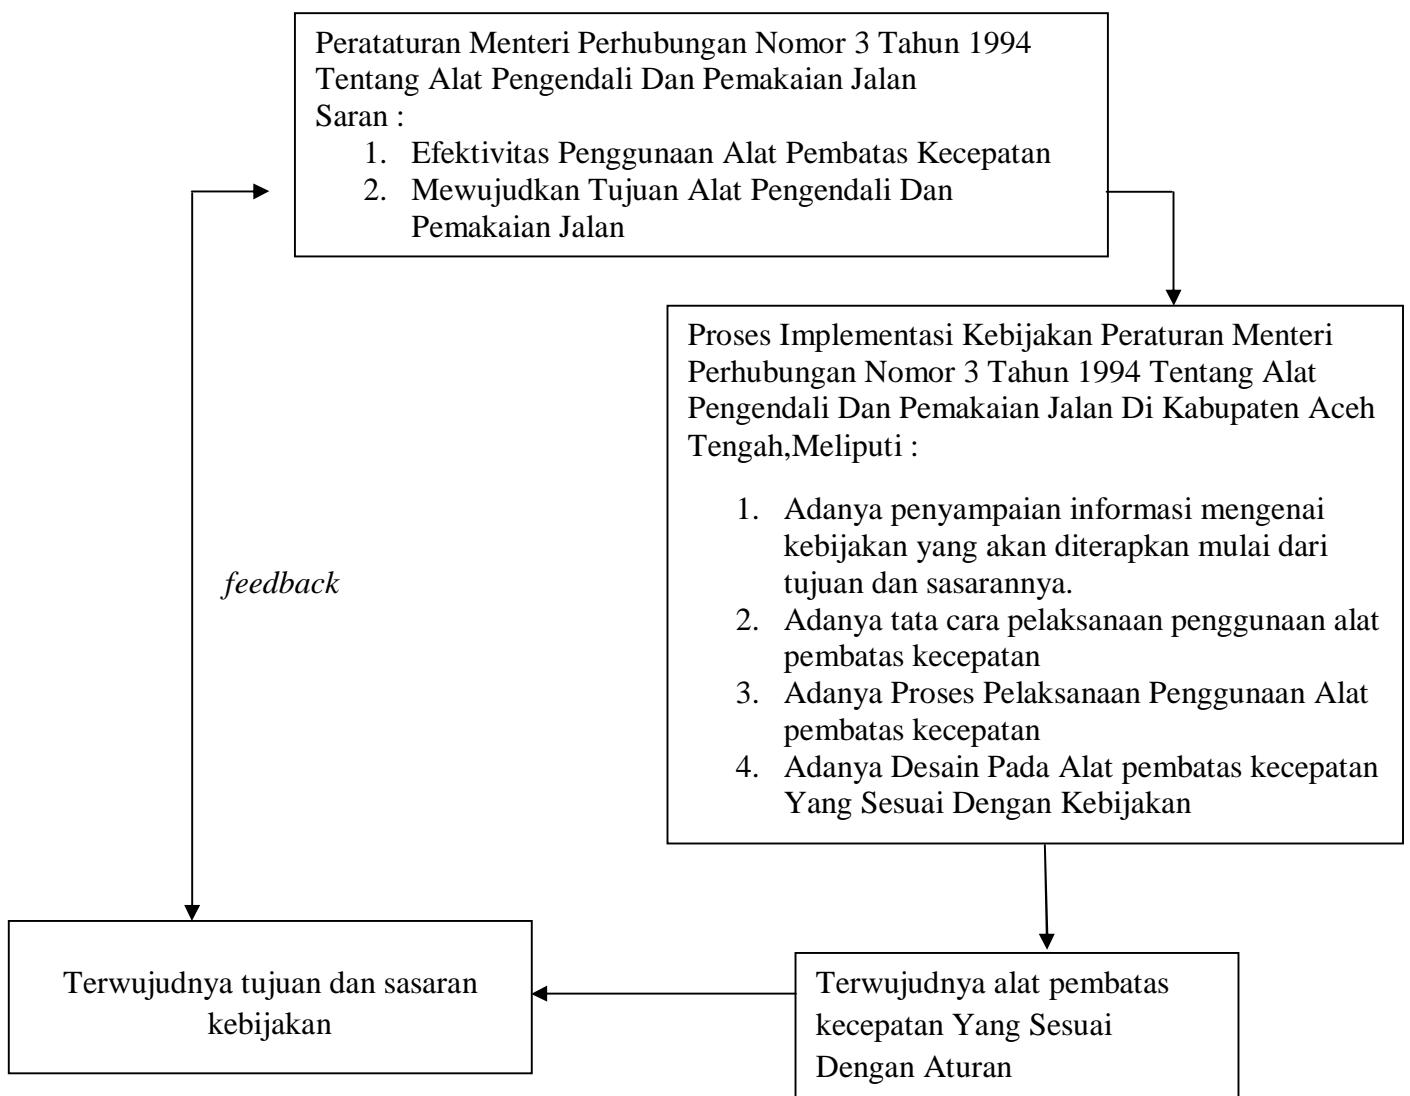 Perataturan Menteri Perhubungan Nomor 3 Tahun 1994
Tentang Alat Pengendali Dan Pemakaian Jalan
Saran :
1. Efektivitas Penggunaan Alat Pembatas Kecepatan
2. Mewujudkan Tujuan Alat Pengendali Dan
Pemakaian Jalan
Proses Implementasi Kebijakan Peraturan Menteri
Perhubungan Nomor 3 Tahun 1994 Tentang Alat
Pengendali Dan Pemakaian Jalan Di Kabupaten Aceh
Tengah,Meliputi :
1. Adanya penyampaian informasi mengenai
kebijakan yang akan diterapkan mulai dari
tujuan dan sasarannya.
2. Adanya tata cara pelaksanaan penggunaan alat
pembatas kecepatan
3. Adanya Proses Pelaksanaan Penggunaan Alat
pembatas kecepatan
4. Adanya Desain Pada Alat pembatas kecepatan
Yang Sesuai Dengan Kebijakan
feedback
Terwujudnya tujuan dan sasaran
kebijakan
Terwujudnya alat pembatas
kecepatan Yang Sesuai
Dengan Aturan